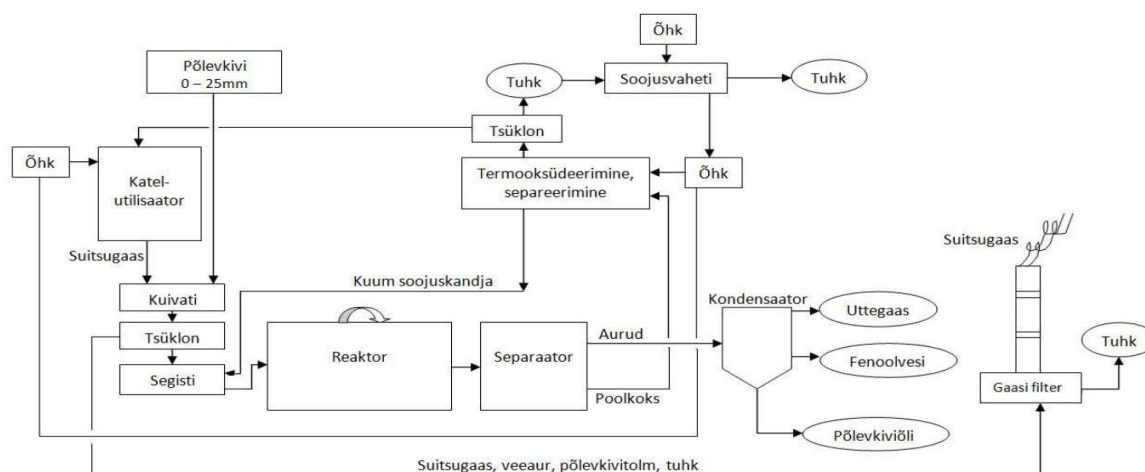 Õhk
Põlevkivi
0 – 25mm
Tuhk
Soojusvaheti
Tuhk
Tsüklon
Õhk
Katel-
utilisaator
Termooksüdeerimine,
separeerimine
Õhk
Suitsugaas
Suitsugaas
Kuum soojuskandja
Kuivati
Kondensaator
Uttegaas
Tsüklon
Reaktor
Separaator
Aurud
Tuhk
Fenoolvesi
Segisti
Gaasi filter
Poolkoks
Põlevkiviõli
Suitsugaas, veeaur, põlevkivitolm, tuhk